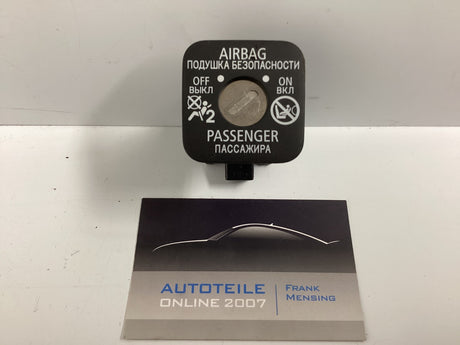 AIRBAG
ПОДУШКА БЕЗОПАСНОСТИ
OFF ON
ВЫКЛ ВКЛ
2
PASSENGER
ПАССАЖИРА
AUTOTEILE
ONLINE 2007
FRANK
MENSING